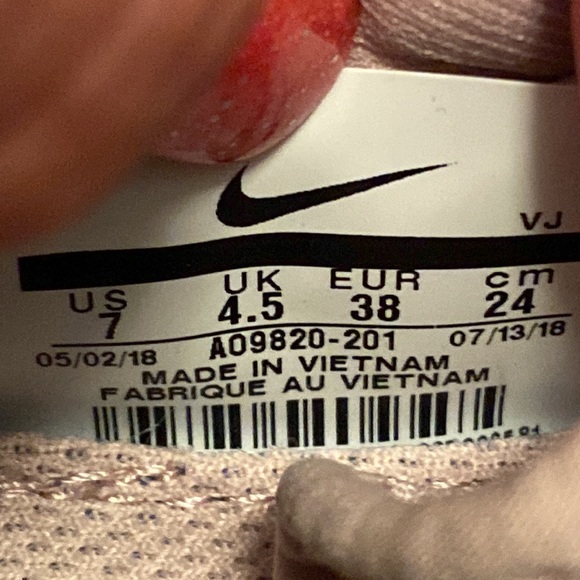 VJ
US UK EUR cm
7 4.5 38 24
05/02/18 AO9820-201 07/13/18
MADE IN VIETNAM
FABRIQUE AU VIETNAM